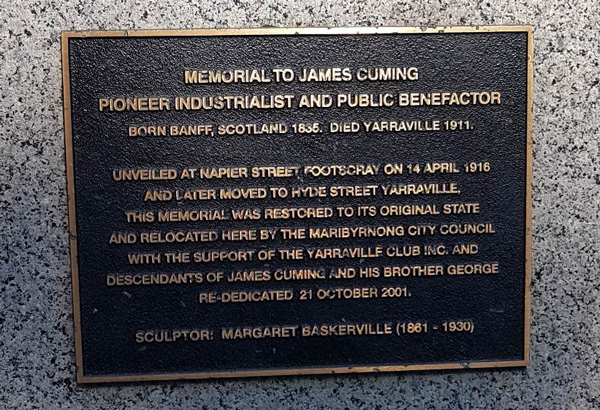 MEMORIAL TO JAMES CUMING
PIONEER INDUSTRIALIST AND PUBLIC BENEFACTOR
BORN BANFF, SCOTLAND 1835. DIED YARRAVILLE 1911.
UNVEILED AT NAPIER STREET FOOTSCRAY ON 14 APRIL 1916
AND LATER MOVED TO HYDE STREET YARRAVILLE,
THIS MEMORIAL WAS RESTORED TO ITS ORIGINAL STATE
AND RELOCATED HERE BY THE MARIBYRNONG CITY COUNCIL
WITH THE SUPPORT OF THE YARRAVILLE CLUB INC. AND
DESCENDANTS OF JAMES CUMING AND HIS BROTHER GEORGE
RE-DEDICATED 21 OCTOBER 2001.
SCULPTOR: MARGARET BASKERVILLE (1861 - 1930)